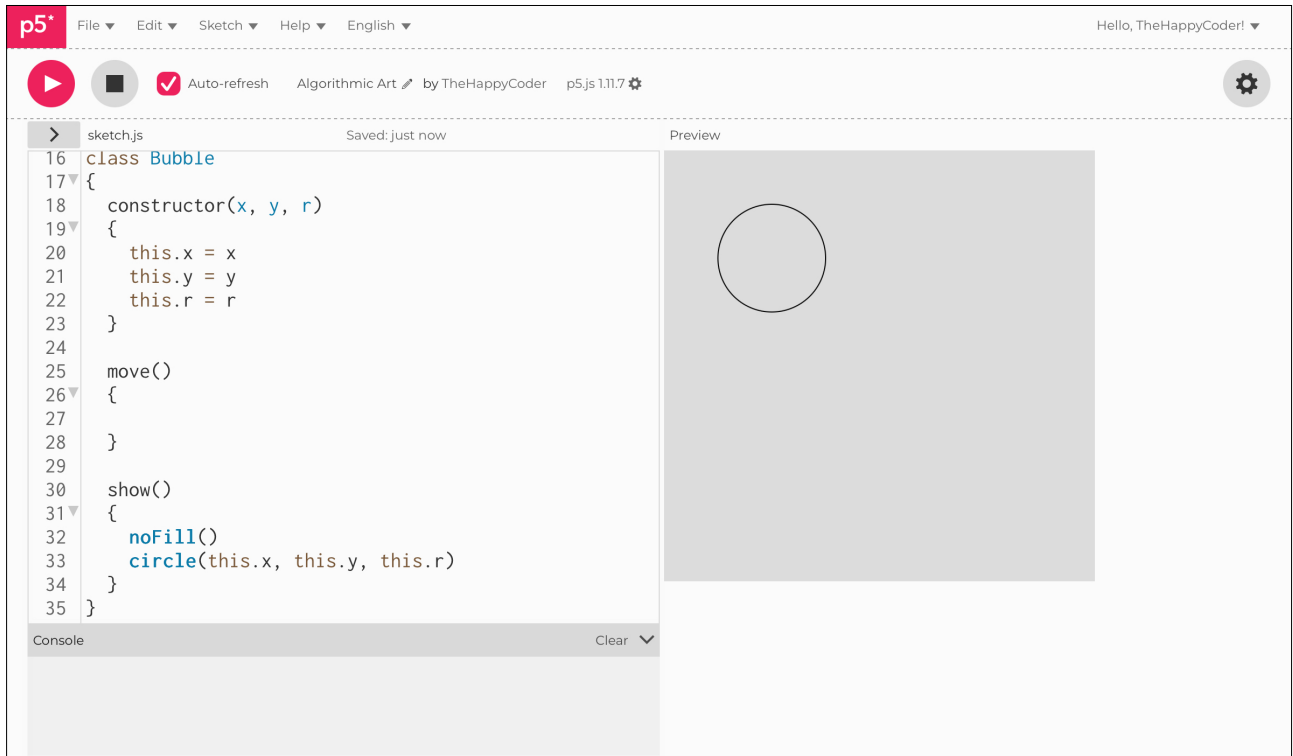 p5* File Edit Sketch Help English Hello, TheHappyCoder!
Auto-refresh Algorithmic Art by TheHappyCoder p5.js 1.11.7
sketch.js Saved: just now Preview
16 class Bubble
17 {
18   constructor(x, y, r)
19   {
20     this.x = x
21     this.y = y
22     this.r = r
23   }
24
25   move()
26   {
27
28   }
29
30   show()
31   {
32     noFill()
33     circle(this.x, this.y, this.r)
34   }
35 }
Console Clear